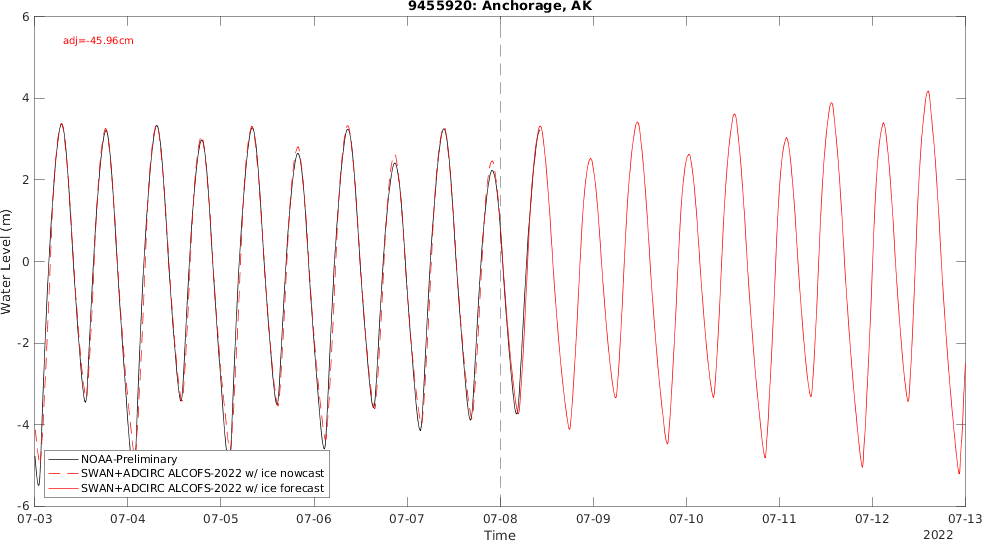 9455920: Anchorage, AK
adj=-45.96cm
6
4
2
0
-2
-4
-6
Water Level (m)
NOAA-Preliminary
SWAN+ADCIRC ALCOFS-2022 w/ ice nowcast
SWAN+ADCIRC ALCOFS-2022 w/ ice forecast
07-03 07-04 07-05 07-06 07-07 07-08 07-09 07-10 07-11 07-12 07-13
Time
2022